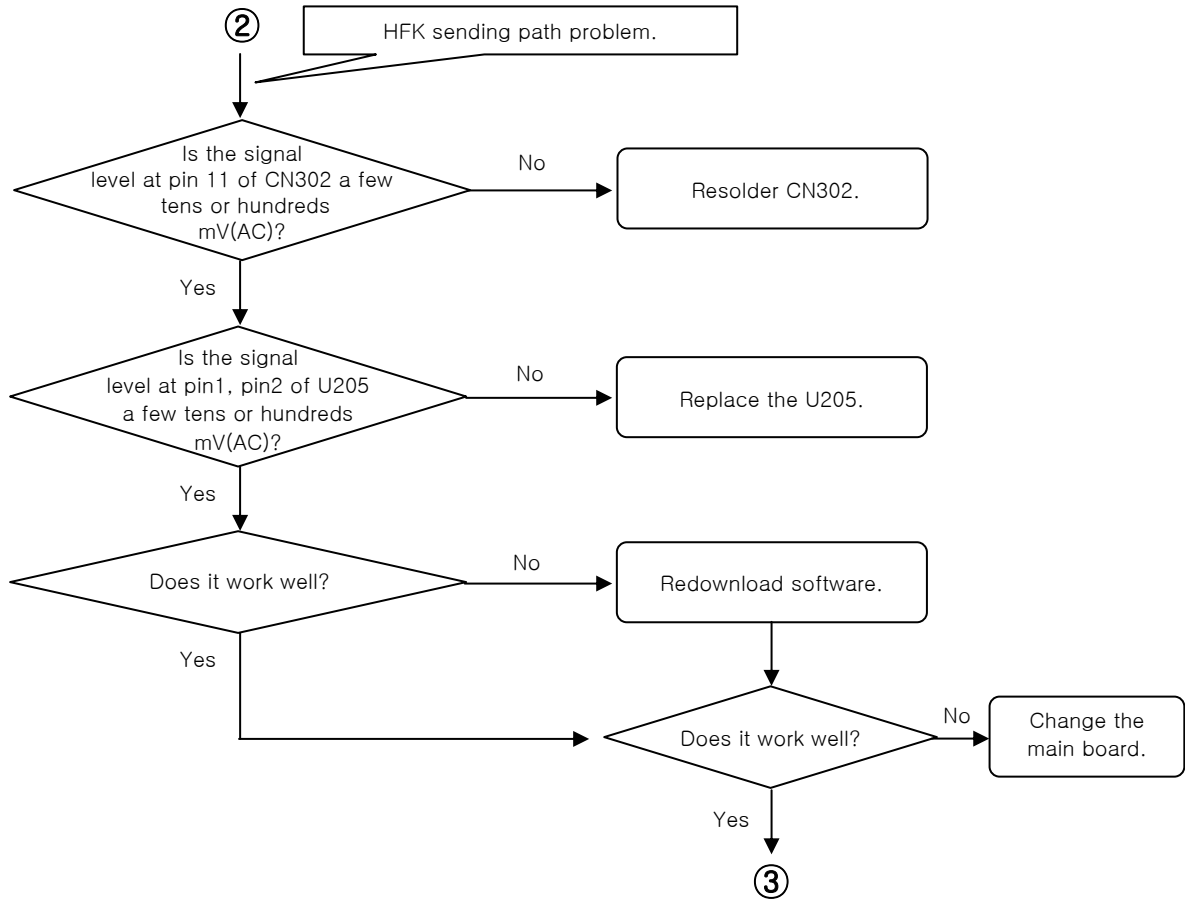 ②
HFK sending path problem.
Is the signal
level at pin 11 of CN302 a few
tens or hundreds
mV(AC)?
No
Resolder CN302.
Yes
Is the signal
level at pin1, pin2 of U205
a few tens or hundreds
mV(AC)?
No
Replace the U205.
Yes
Does it work well?
No
Redownload software.
Yes
Does it work well?
No
Change the
main board.
Yes
③